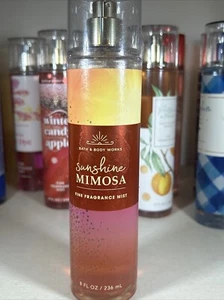 BATH & BODY WORKS
Sunshine
MIMOSA
FINE FRAGRANCE MIST
8 FL OZ / 236 mL
winter
candy
apple